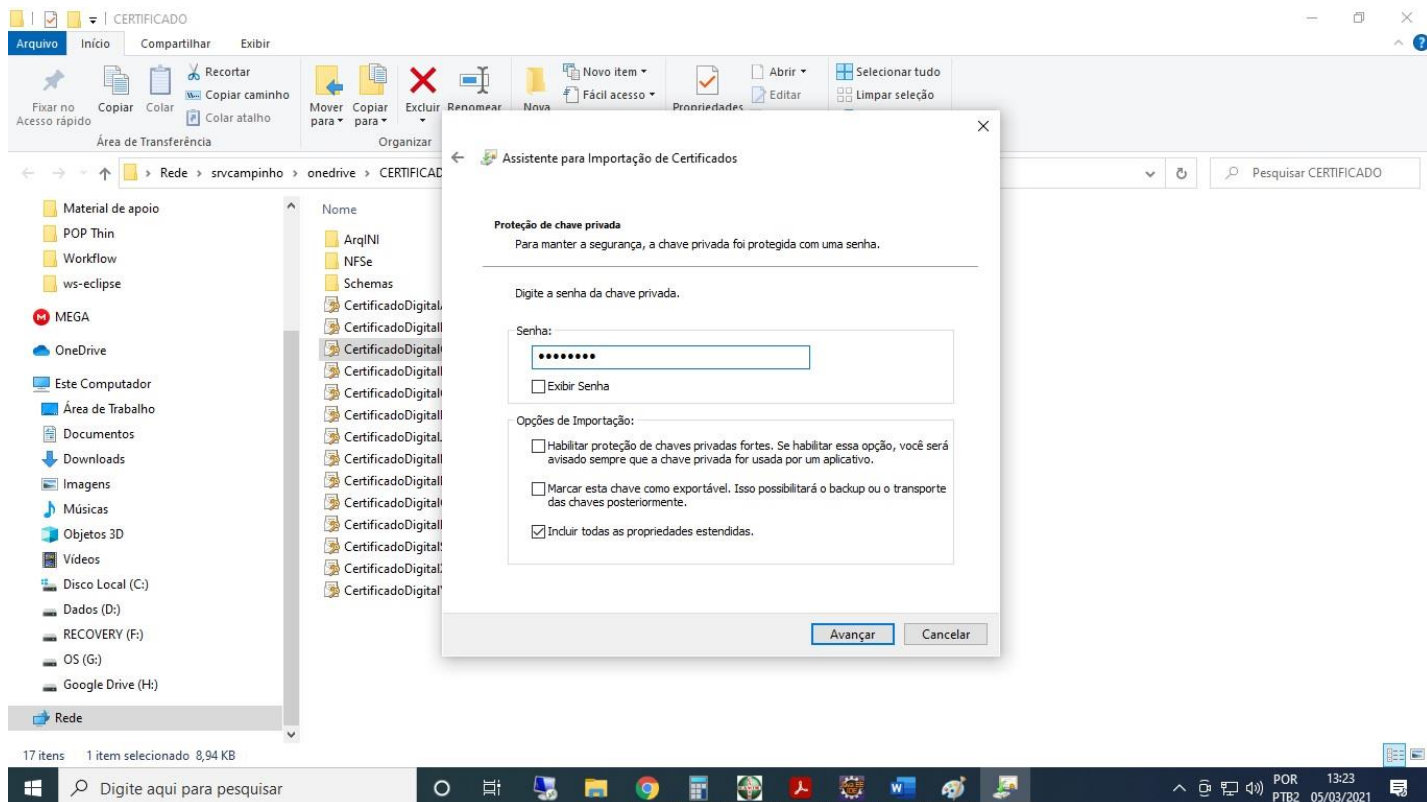 CERTIFICADO
Arquivo Início Compartilhar Exibir
Fixar no Acesso rápido
Copiar
Colar
Recortar
Copiar caminho
Colar atalho
Área de Transferência
Mover para
Copiar para
Excluir
Renomear
Organizar
Nova
Novo item
Fácil acesso
Propriedades
Abrir
Editar
Selecionar tudo
Limpar seleção
Rede > srvcampinho > onedrive > CERTIFICAD
Pesquisar CERTIFICADO
Material de apoio
POP Thin
Workflow
ws-eclipse
MEGA
OneDrive
Este Computador
Área de Trabalho
Documentos
Downloads
Imagens
Músicas
Objetos 3D
Vídeos
Disco Local (C:)
Dados (D:)
RECOVERY (F:)
OS (G:)
Google Drive (H:)
Rede
Nome
ArqINI
NFSe
Schemas
CertificadoDigital
CertificadoDigital
CertificadoDigital
CertificadoDigital
CertificadoDigital
CertificadoDigital
CertificadoDigital
CertificadoDigital
CertificadoDigital
CertificadoDigital
CertificadoDigital
CertificadoDigital
CertificadoDigital
CertificadoDigital
Assistente para Importação de Certificados
Proteção de chave privada
Para manter a segurança, a chave privada foi protegida com uma senha.
Digite a senha da chave privada.
Senha:
••••••••
Exibir Senha
Opções de Importação:
Habilitar proteção de chaves privadas fortes. Se habilitar essa opção, você será
avisado sempre que a chave privada for usada por um aplicativo.
Marcar esta chave como exportável. Isso possibilitará o backup ou o transporte
das chaves posteriormente.
Incluir todas as propriedades estendidas.
Avançar Cancelar
17 itens 1 item selecionado 8,94 KB
Digite aqui para pesquisar
POR
PTB2
13:23
05/03/2021